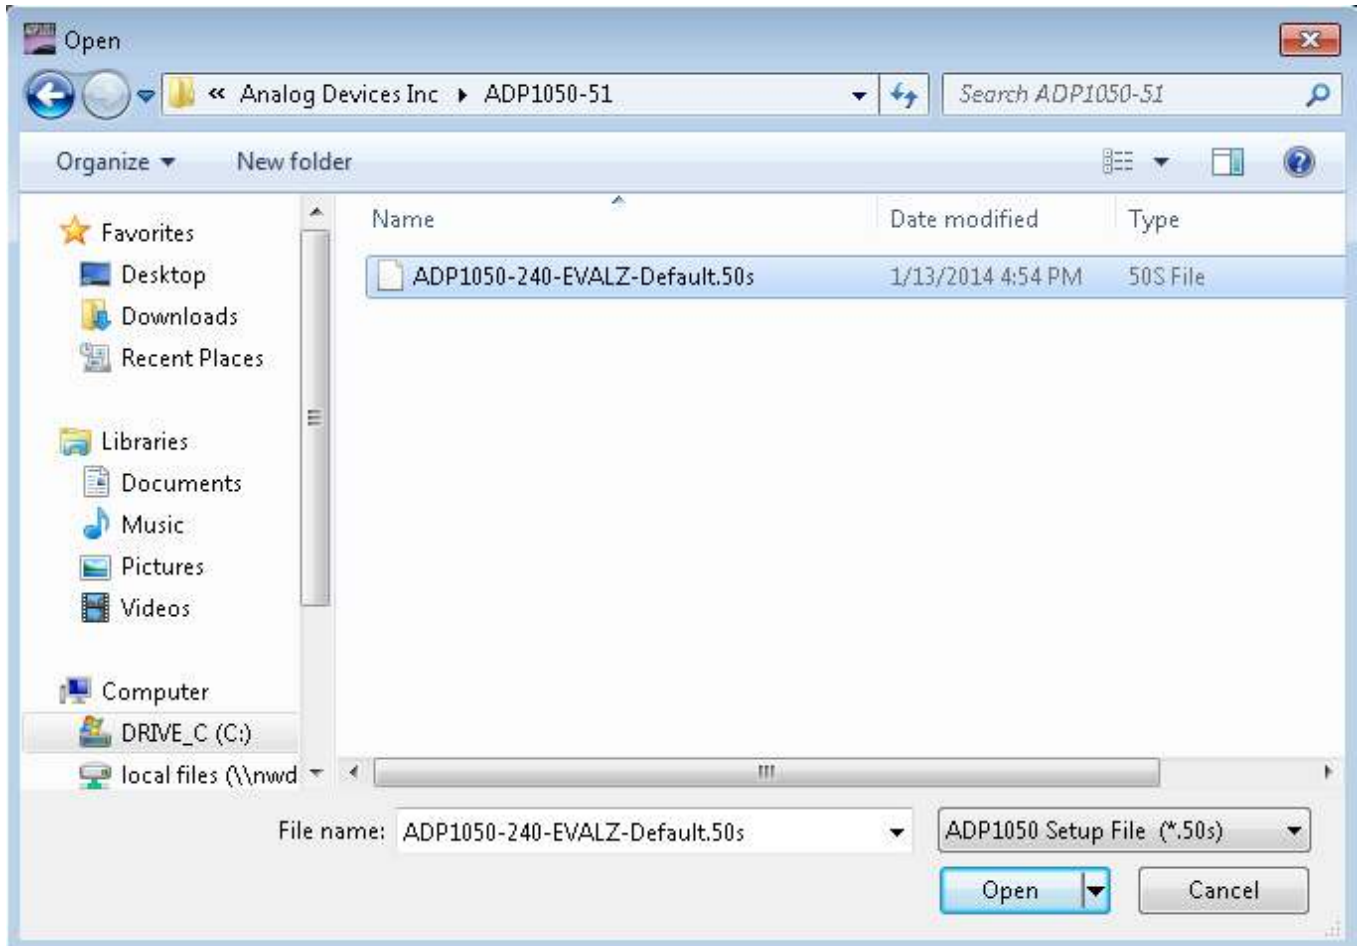 Open
« Analog Devices Inc ▸ ADP1050-51
Search ADP1050-51
Organize
New folder
Name
Date modified
Type
Favorites
Desktop
Downloads
Recent Places
Libraries
Documents
Music
Pictures
Videos
Computer
DRIVE_C (C:)
local files (\\nwd
ADP1050-240-EVALZ-Default.50s
1/13/2014 4:54 PM
50S File
File name:
ADP1050-240-EVALZ-Default.50s
ADP1050 Setup File (*.50s)
Open
Cancel